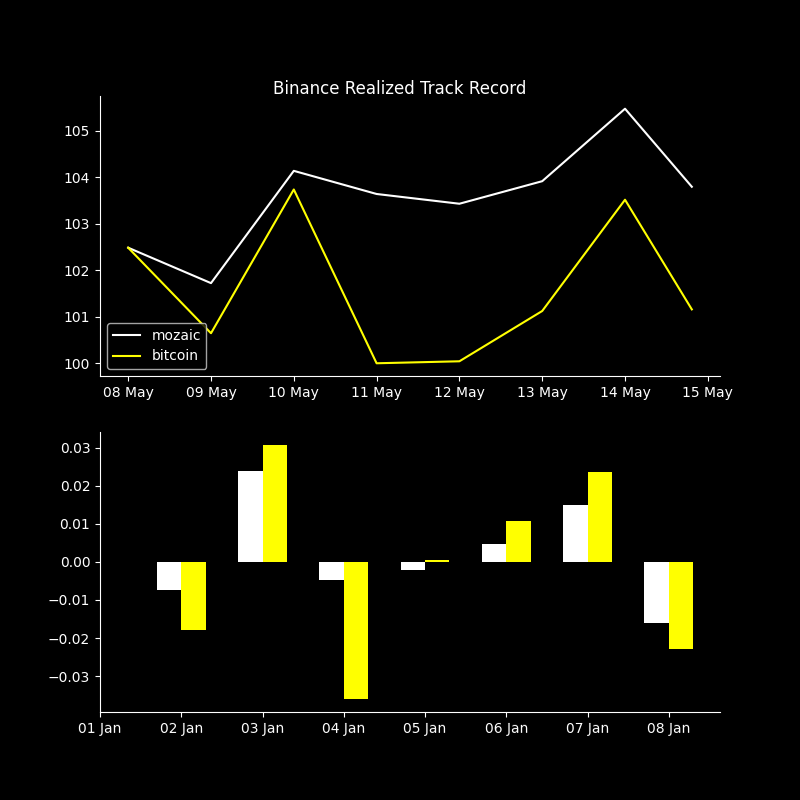 Binance Realized Track Record
105
104
103
102
101
100
mozaic
bitcoin
08 May 09 May 10 May 11 May 12 May 13 May 14 May 15 May
0.03
0.02
0.01
0.00
−0.01
−0.02
−0.03
01 Jan 02 Jan 03 Jan 04 Jan 05 Jan 06 Jan 07 Jan 08 Jan